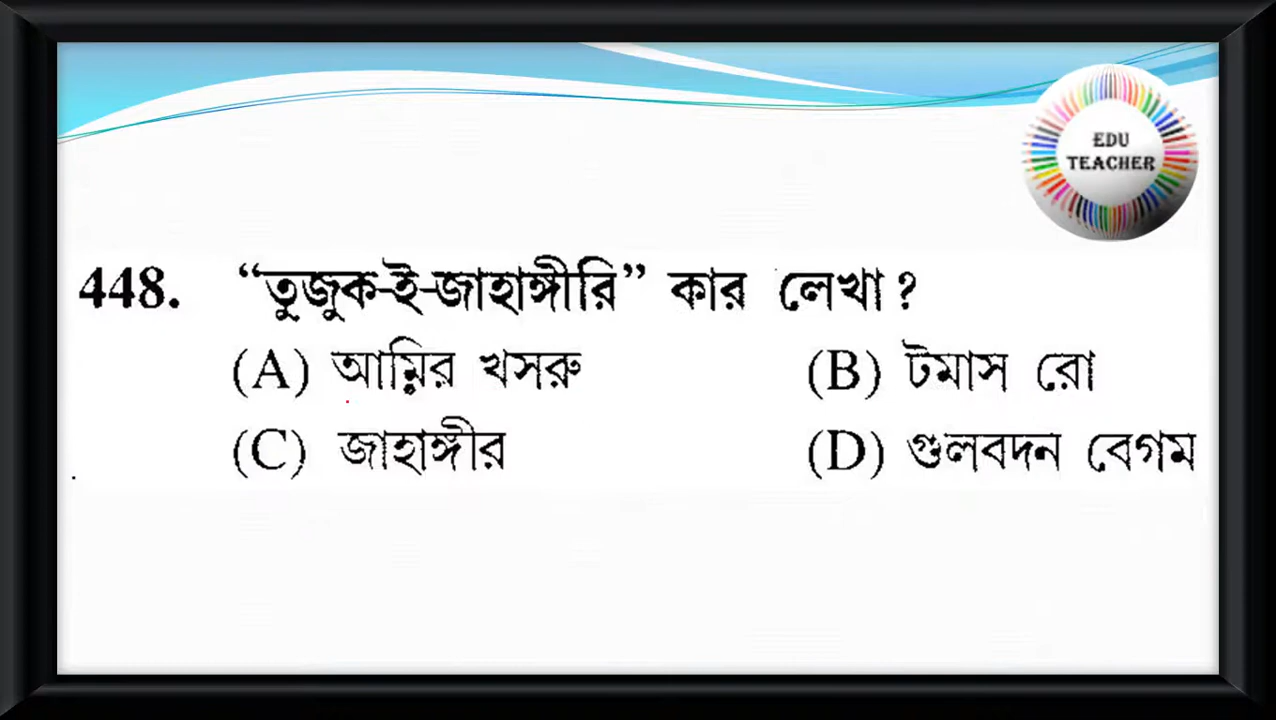 EDU
TEACHER
448. “তুজুক-ই-জাহাঙ্গীরি” কার লেখা?
(A) আমির খসরু (B) টমাস রো
(C) জাহাঙ্গীর (D) গুলবদন বেগম